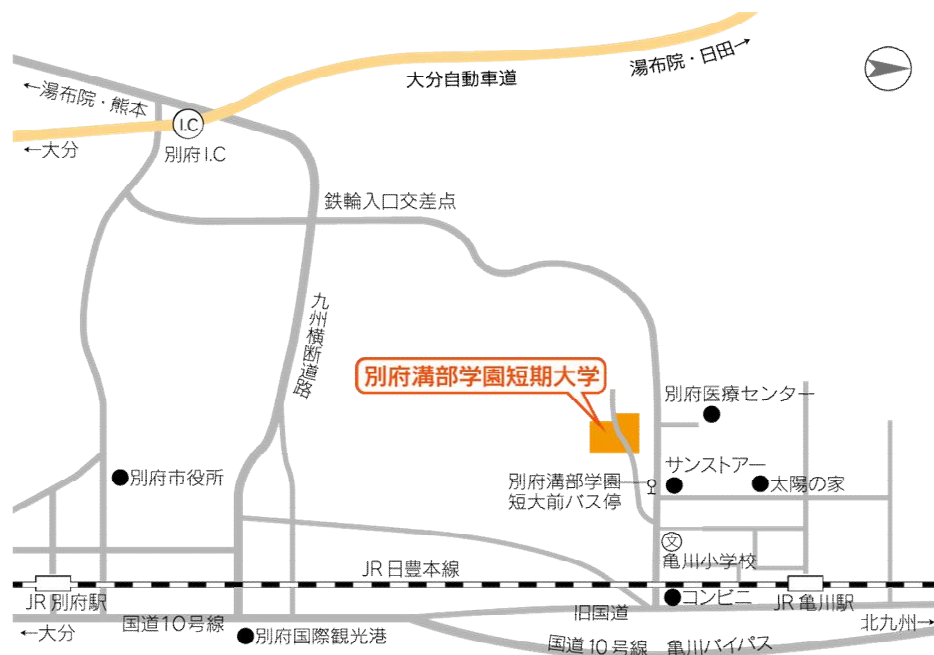 湯布院・日田→
大分自動車道
←湯布院・熊本
I.C
←大分
別府I.C
鉄輪入口交差点
九州横断道路
別府溝部学園短期大学
別府医療センター
サンストアー
別府市役所
別府溝部学園
短大前バス停
太陽の家
文
亀川小学校
JR日豊本線
JR別府駅
コンビニ
JR亀川駅
旧国道
国道10号線
←大分
別府国際観光港
北九州→
国道10号線 亀川バイパス